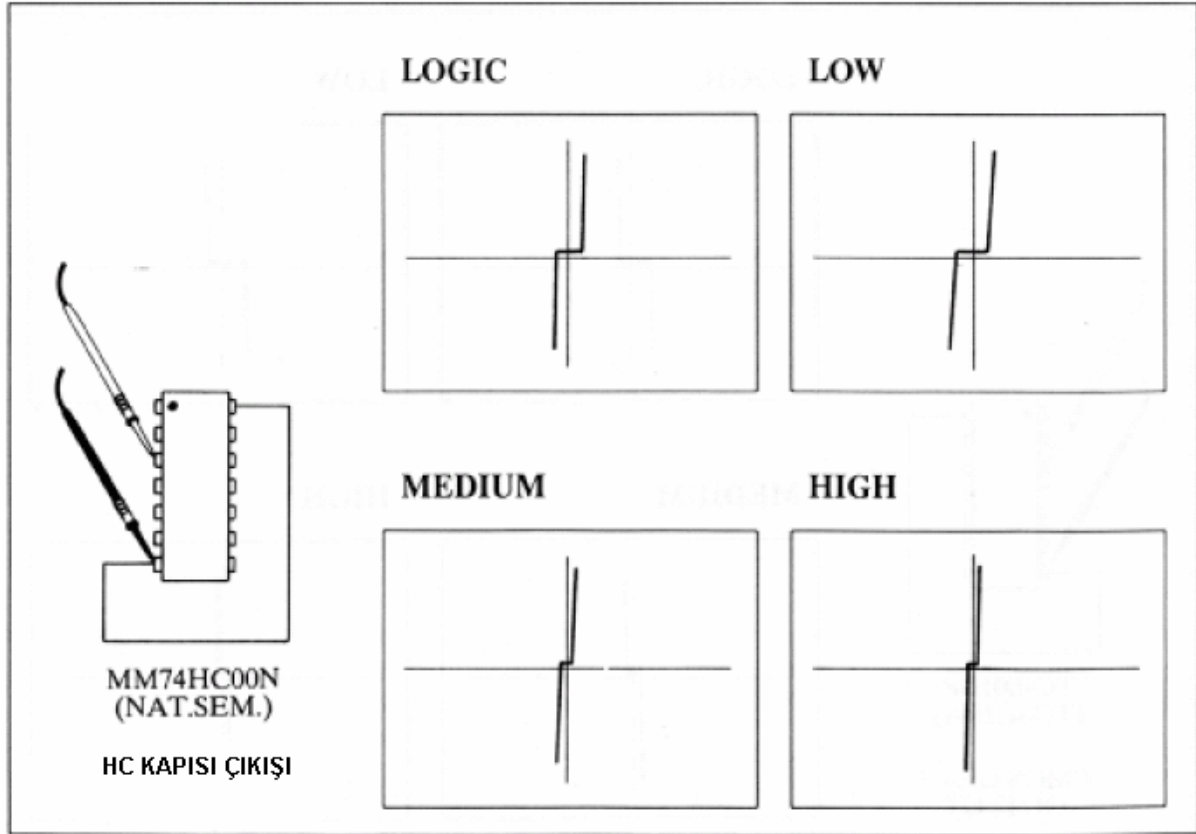 LOGIC
LOW
MEDIUM
HIGH
MM74HC00N
(NAT.SEM.)
HC KAPISI ÇIKIŞI